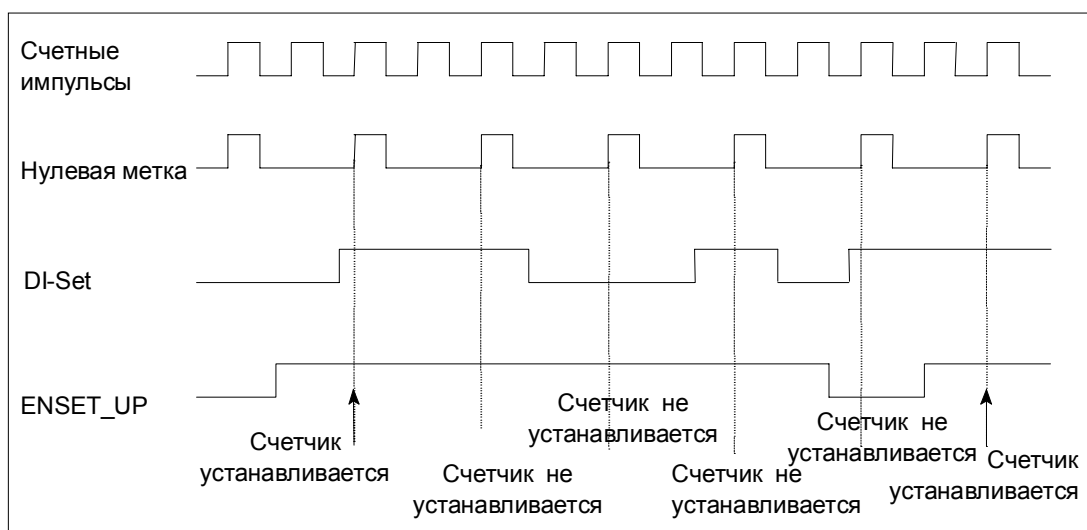 Счетные
импульсы
Нулевая метка
DI-Set
ENSET_UP
Счетчик
устанавливается
Счетчик не
устанавливается
Счетчик не
устанавливается
Счетчик не
устанавливается
Счетчик не
устанавливается
Счетчик
устанавливается